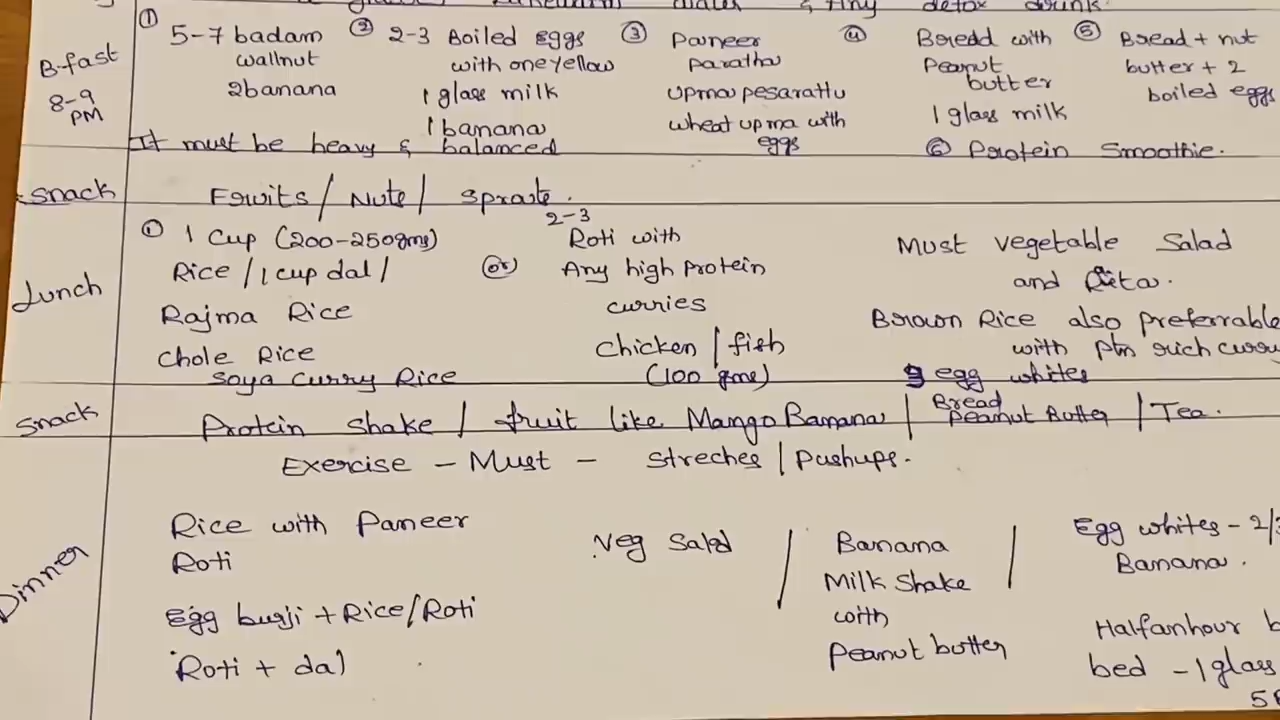 water & Any detox drink.
B.fast
8-9
PM
① 5-7 badam
wallnut
2banana
② 2-3 Boiled Eggs
with one yellow
1 glass milk
1 banana
③ Paneer
paratha
upma pesarattu
wheat upma with
eggs
④ Bread with
Peanut
butter
1 glass milk
⑤ Bread + nut
butter + 2
boiled eggs
It must be heavy & balanced
⑥ Protein Smoothie.
Snack
Fruits / Nuts /
Lunch
① 1 Cup (200-250gms)
Rice / 1 cup dal /
Rajma Rice
Chole Rice
Soya Curry Rice
(or)
2-3
Roti with
Any high protein
curries
Chicken / fish
(100 gms)
Must vegetable Salad
and
Brown Rice also preferrable
with ptn rich curry
egg whites
Snack
Protein shake / fruit like Mango Banana / Bread Peanut Butter / Tea.
Exercise - Must - Streches / Pushups.
Dinner
Rice with Paneer
Roti
Egg burji + Rice/Roti
Roti + dal
Veg Salad /
Banana /
Milk Shake
with
Peanut butter
Egg whites - 2/3
Banana.
Halfanhour
bed - 1 glass